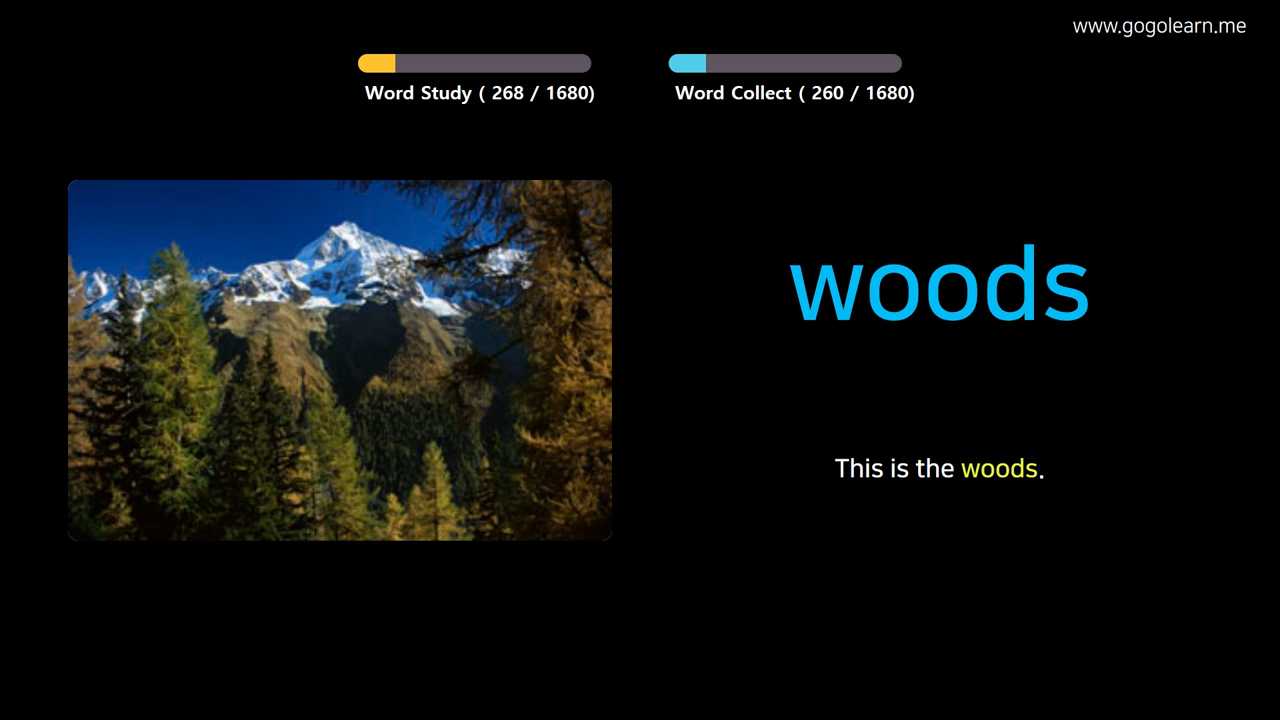 www.gogolearn.me
Word Study ( 268 / 1680)
Word Collect ( 260 / 1680)
woods
This is the woods.